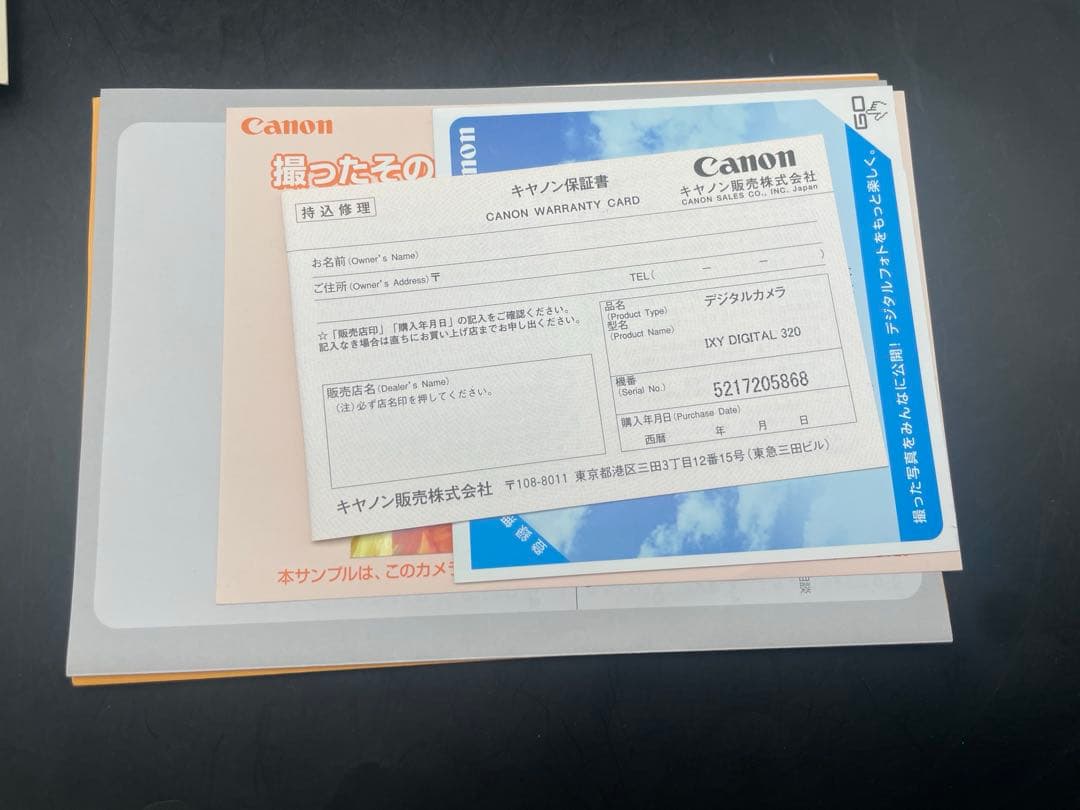 Canon
撮ったその
non
GO
撮った写真をみんなに公開! デジタルフォトをもっと楽しく。
持込修理
キヤノン保証書
CANON WARRANTY CARD
Canon
キヤノン販売株式会社
CANON SALES CO., INC. Japan
お名前(Owner's Name)
ご住所(Owner's Address)〒
TEL( ー ー )
☆「販売店印」「購入年月日」の記入をご確認ください。
記入なき場合は直ちにお買い上げ店までお申し出ください。
販売店名(Dealer's Name)
(注)必ず店名印を押してください。
品名
(Product Type)
デジタルカメラ
型名
(Product Name)
IXY DIGITAL 320
機番
(Serial No.)
5217205868
購入年月日(Purchase Date)
西暦 年 月 日
キヤノン販売株式会社 〒108-8011 東京都港区三田3丁目12番15号(東急三田ビル)
本サンプルは、このカメラ